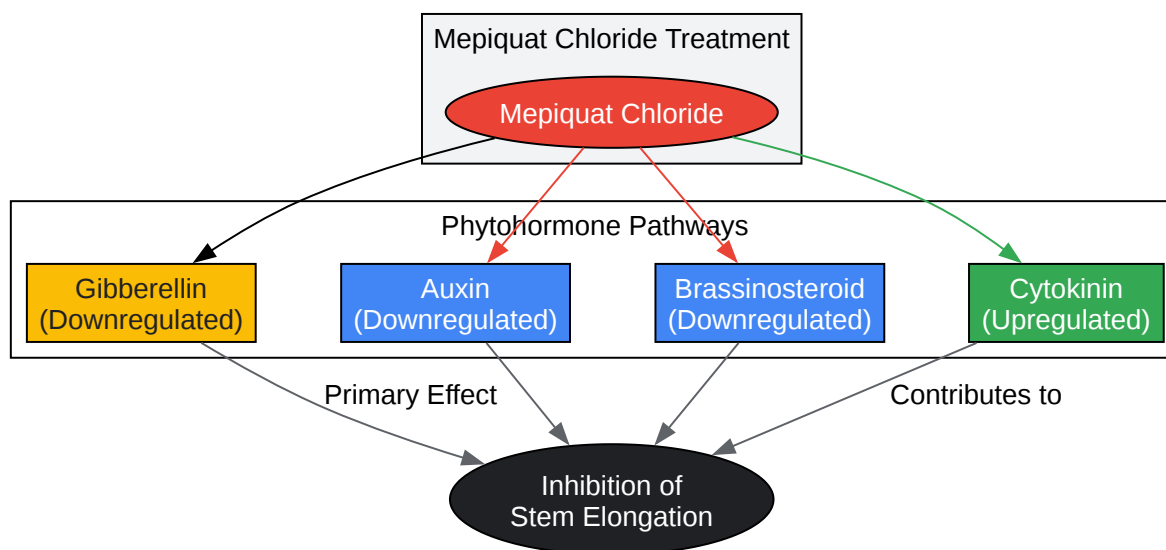 Mepiquat Chloride Treatment
Mepiquat Chloride
Phytohormone Pathways
Gibberellin
(Downregulated)
Auxin
(Downregulated)
Brassinosteroid
(Downregulated)
Cytokinin
(Upregulated)
Primary Effect
Contributes to
Inhibition of
Stem Elongation